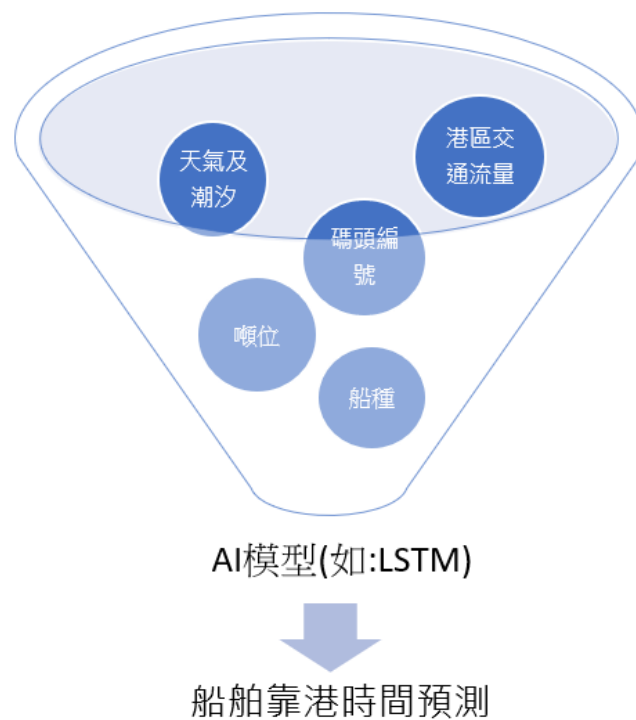 天氣及
潮汐
港區交
通流量
碼頭編
號
噸位
船種
AI模型(如:LSTM)
船舶靠港時間預測